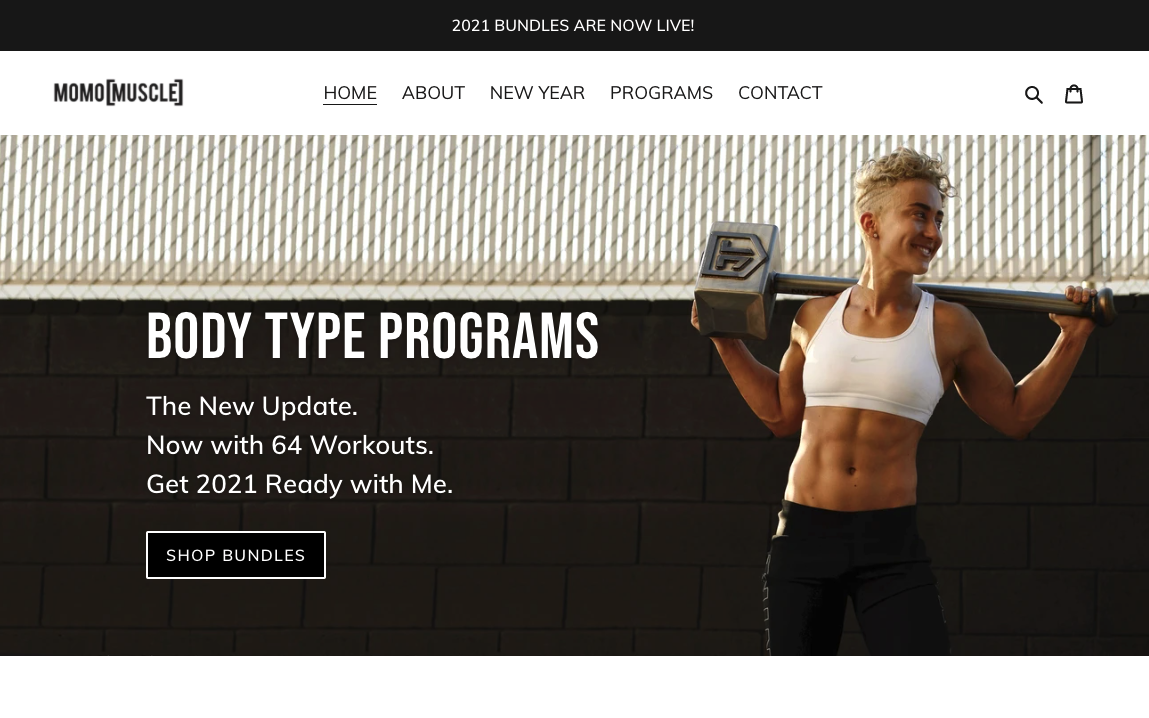 2021 BUNDLES ARE NOW LIVE!
MOMO[MUSCLE]
HOME ABOUT NEW YEAR PROGRAMS CONTACT
BODY TYPE PROGRAMS
The New Update.
Now with 64 Workouts.
Get 2021 Ready with Me.
SHOP BUNDLES